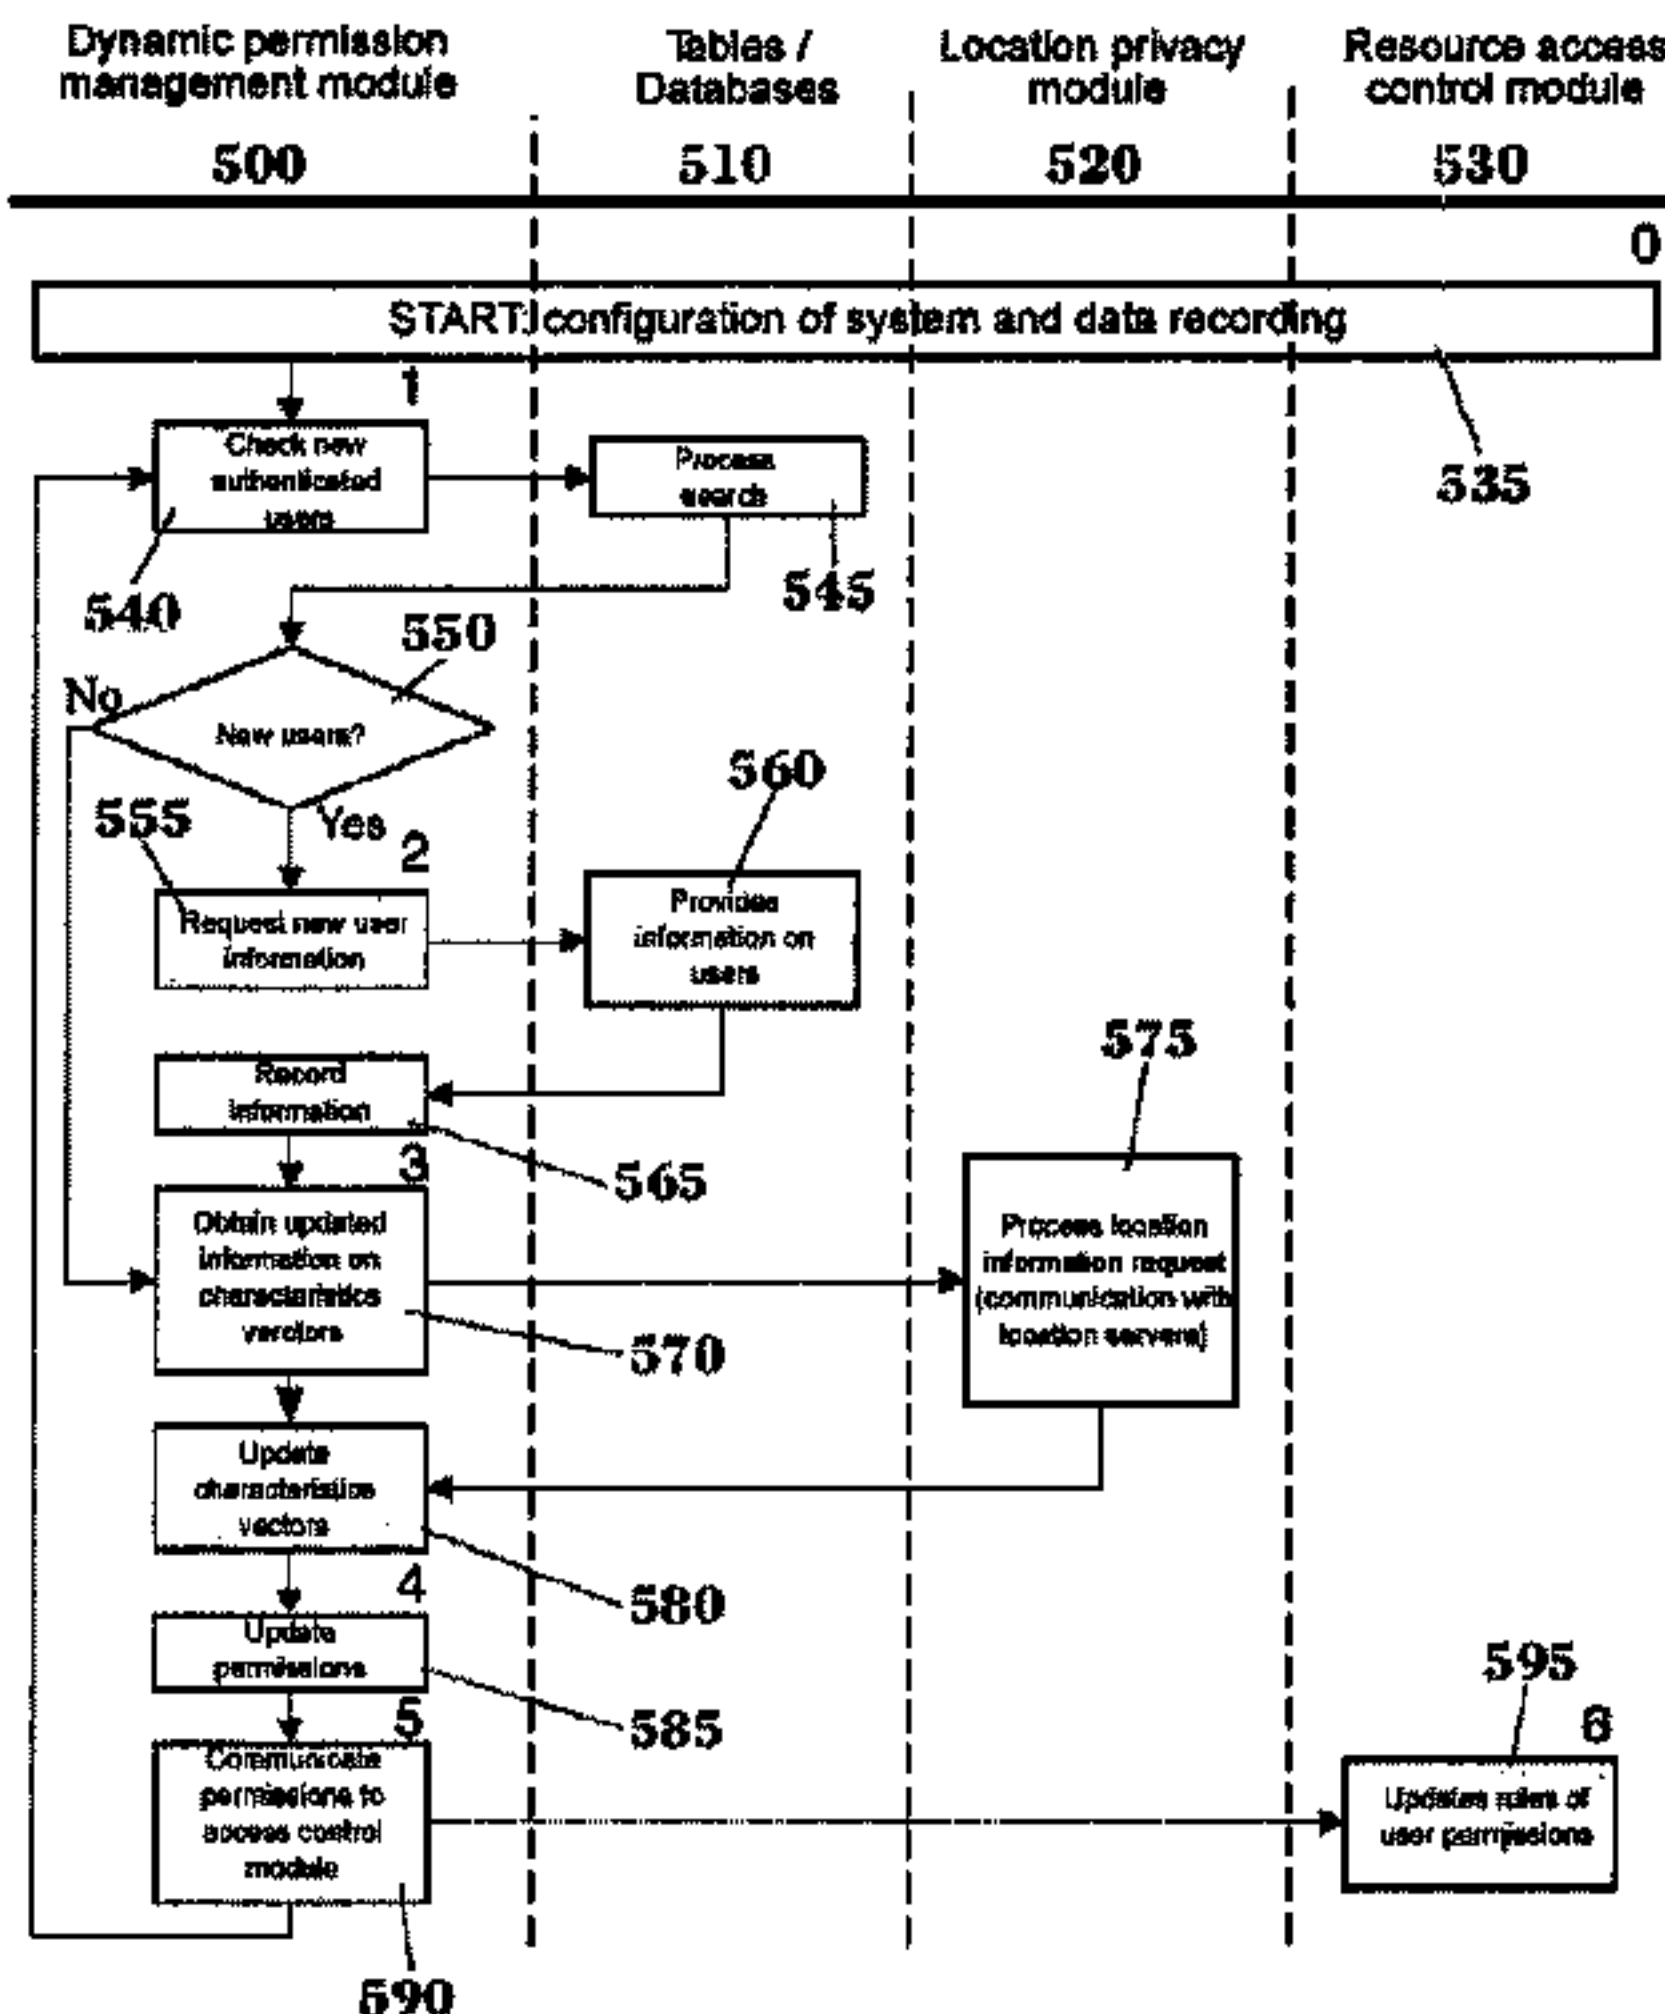 Dynamic permission
management module
500
Tables /
Databases
510
Location privacy
module
520
Resource access
control module
530
0
START: configuration of system and data recording
535
1
Check new
authenticated
users
540
Process
search
545
550
New users?
No
Yes
555
2
Request new user
information
560
Provides
information on
users
Record
information
565
3
Obtain updated
information on
characteristics
verctors
570
575
Process location
information request
(communication with
location servers)
Update
characteristics
vectors
580
4
Update
permissions
585
5
Communicate
permissions to
access control
module
590
595
6
Updates rules of
user permissions